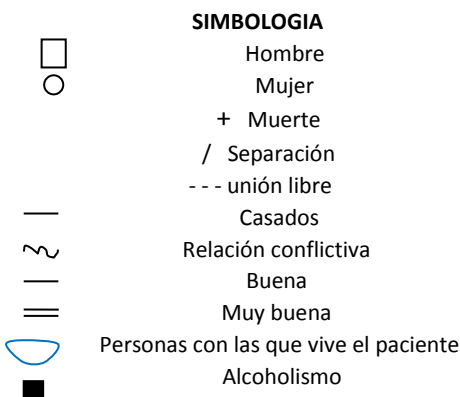 SIMBOLOGIA
Hombre
Mujer
+ Muerte
/ Separación
- - - unión libre
Casados
Relación conflictiva
Buena
Muy buena
Personas con las que vive el paciente
Alcoholismo